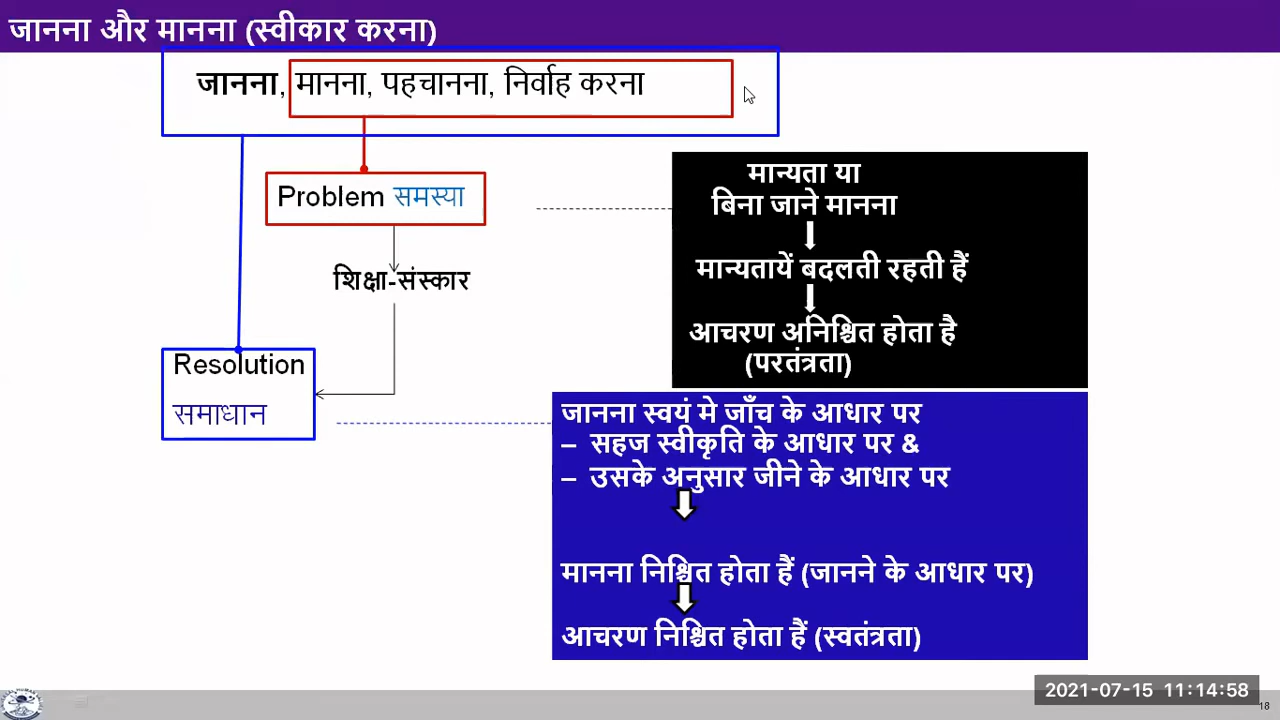 जानना और मानना (स्वीकार करना)
जानना, मानना, पहचानना, निर्वाह करना
Problem समस्या
शिक्षा-संस्कार
Resolution
समाधान
मान्यता या
बिना जाने मानना
मान्यतायें बदलती रहती हैं
आचरण अनिश्चित होता है
(परतंत्रता)
जानना स्वयं मे जाँच के आधार पर
– सहज स्वीकृति के आधार पर &
– उसके अनुसार जीने के आधार पर
मानना निश्चित होता हैं (जानने के आधार पर)
आचरण निश्चित होता हैं (स्वतंत्रता)
2021-07-15 11:14:58
18